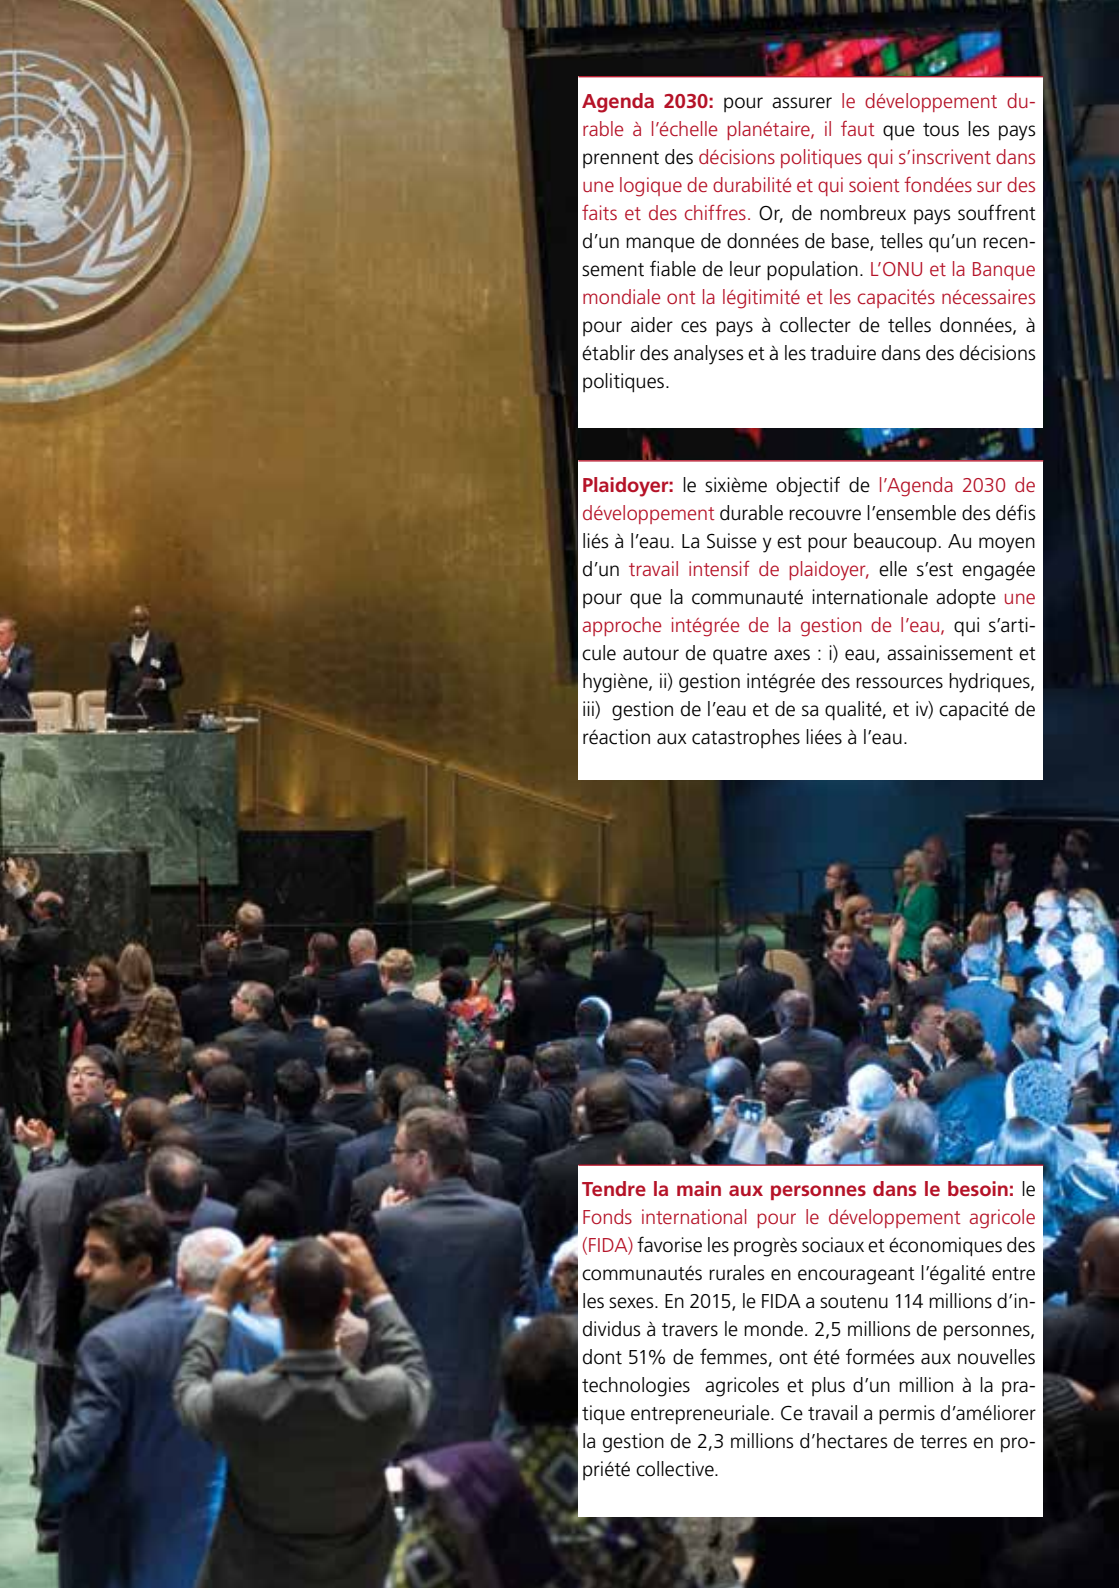 Agenda 2030: pour assurer le développement du-
rable à l’échelle planétaire, il faut que tous les pays
prennent des décisions politiques qui s’inscrivent dans
une logique de durabilité et qui soient fondées sur des
faits et des chiffres. Or, de nombreux pays souffrent
d’un manque de données de base, telles qu’un recen-
sement fiable de leur population. L’ONU et la Banque
mondiale ont la légitimité et les capacités nécessaires
pour aider ces pays à collecter de telles données, à
établir des analyses et à les traduire dans des décisions
politiques.
Plaidoyer: le sixième objectif de l’Agenda 2030 de
développement durable recouvre l’ensemble des défis
liés à l’eau. La Suisse y est pour beaucoup. Au moyen
d’un travail intensif de plaidoyer, elle s’est engagée
pour que la communauté internationale adopte une
approche intégrée de la gestion de l’eau, qui s’arti-
cule autour de quatre axes : i) eau, assainissement et
hygiène, ii) gestion intégrée des ressources hydriques,
iii) gestion de l’eau et de sa qualité, et iv) capacité de
réaction aux catastrophes liées à l’eau.
Tendre la main aux personnes dans le besoin: le
Fonds international pour le développement agricole
(FIDA) favorise les progrès sociaux et économiques des
communautés rurales en encourageant l’égalité entre
les sexes. En 2015, le FIDA a soutenu 114 millions d’in-
dividus à travers le monde. 2,5 millions de personnes,
dont 51% de femmes, ont été formées aux nouvelles
technologies agricoles et plus d’un million à la pra-
tique entrepreneuriale. Ce travail a permis d’améliorer
la gestion de 2,3 millions d’hectares de terres en pro-
priété collective.